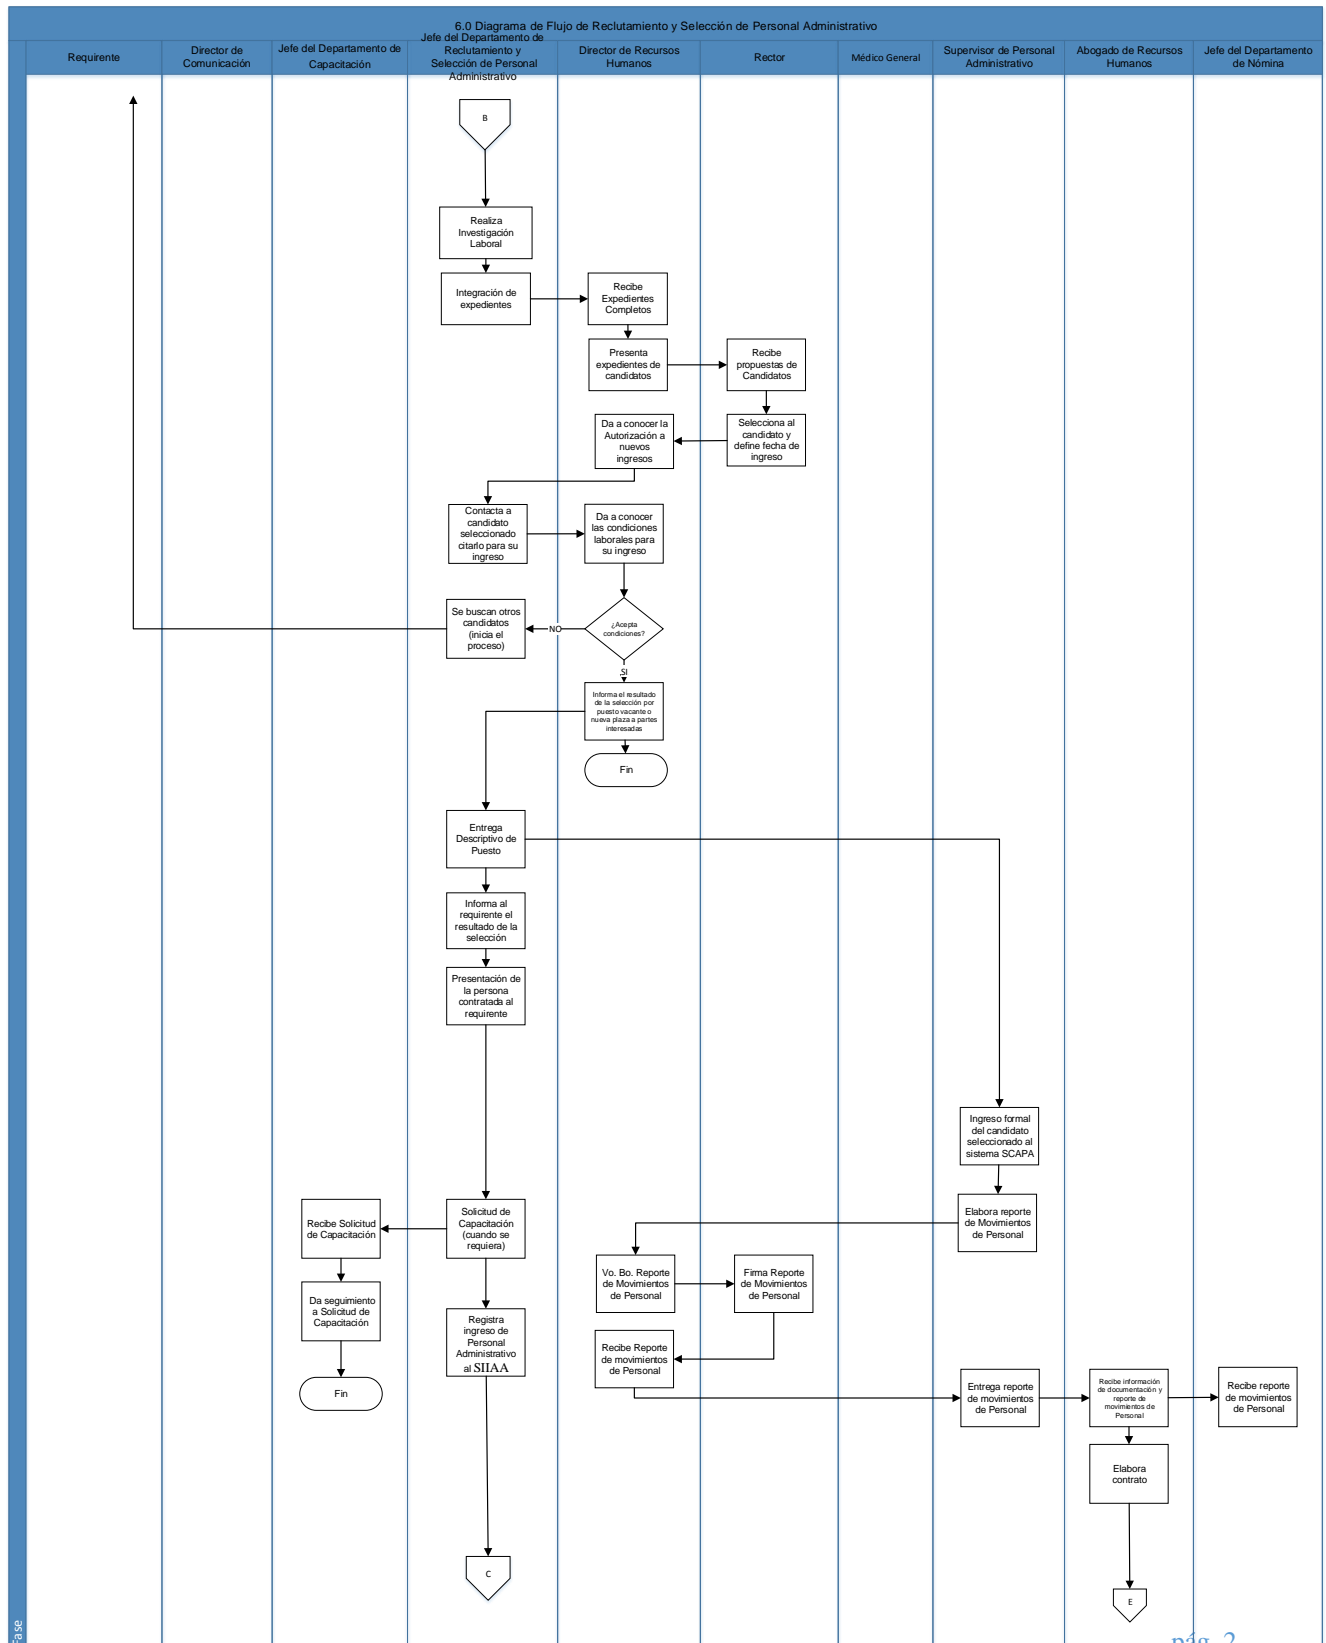 6.0 Diagrama de Flujo de Reclutamiento y Selección de Personal Administrativo
Requirente
Director de
Comunicación
Jefe del Departamento de
Capacitación
Jefe del Departamento de
Reclutamiento y
Selección de Personal
Administrativo
Director de Recursos
Humanos
Rector
Médico General
Supervisor de Personal
Administrativo
Abogado de Recursos
Humanos
Jefe del Departamento
de Nómina
B
Realiza
Investigación
Laboral
Integración de
expedientes
Recibe
Expedientes
Completos
Presenta
expedientes de
candidatos
Recibe
propuestas de
Candidatos
Selecciona al
candidato y
define fecha de
ingreso
Da a conocer la
Autorización a
nuevos
ingresos
Contacta a
candidato
seleccionado
citarlo para su
ingreso
Da a conocer
las condiciones
laborales para
su ingreso
¿Acepta
condiciones?
NO
Se buscan otros
candidatos
(inicia el
proceso)
SI
Informa el resultado
de la selección por
puesto vacante o
nueva plaza a partes
interesadas
Fin
Entrega
Descriptivo de
Puesto
Informa al
requirente el
resultado de la
selección
Presentación de
la persona
contratada al
requirente
Ingreso formal
del candidato
seleccionado al
sistema SCAPA
Elabora reporte
de Movimientos
de Personal
Solicitud de
Capacitación
(cuando se
requiera)
Recibe Solicitud
de Capacitación
Da seguimiento
a Solicitud de
Capacitación
Fin
Vo. Bo. Reporte
de Movimientos
de Personal
Firma Reporte
de Movimientos
de Personal
Registra
ingreso de
Personal
Administrativo
al SIIAA
Recibe Reporte
de movimientos
de Personal
Entrega reporte
de movimientos
de Personal
Recibe información
de documentación y
reporte de
movimientos de
Personal
Recibe reporte
de movimientos
de Personal
Elabora
contrato
C
E
Fase
pág. 2